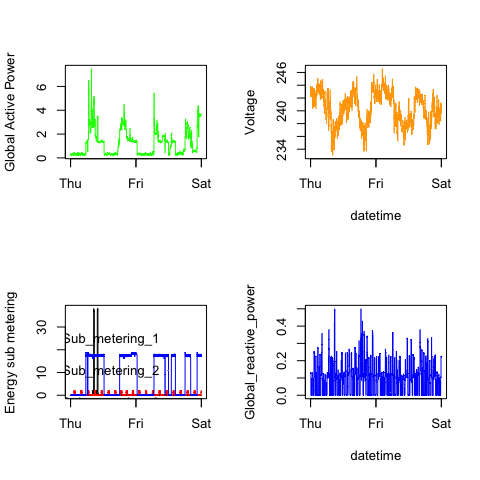 Global Active Power
0 2 4 6
Thu Fri Sat
Voltage
234 240 246
Thu Fri Sat
datetime
Energy sub metering
0 10 30
Sub_metering_1
Sub_metering_2
Thu Fri Sat
Global_reactive_power
0.0 0.2 0.4
Thu Fri Sat
datetime